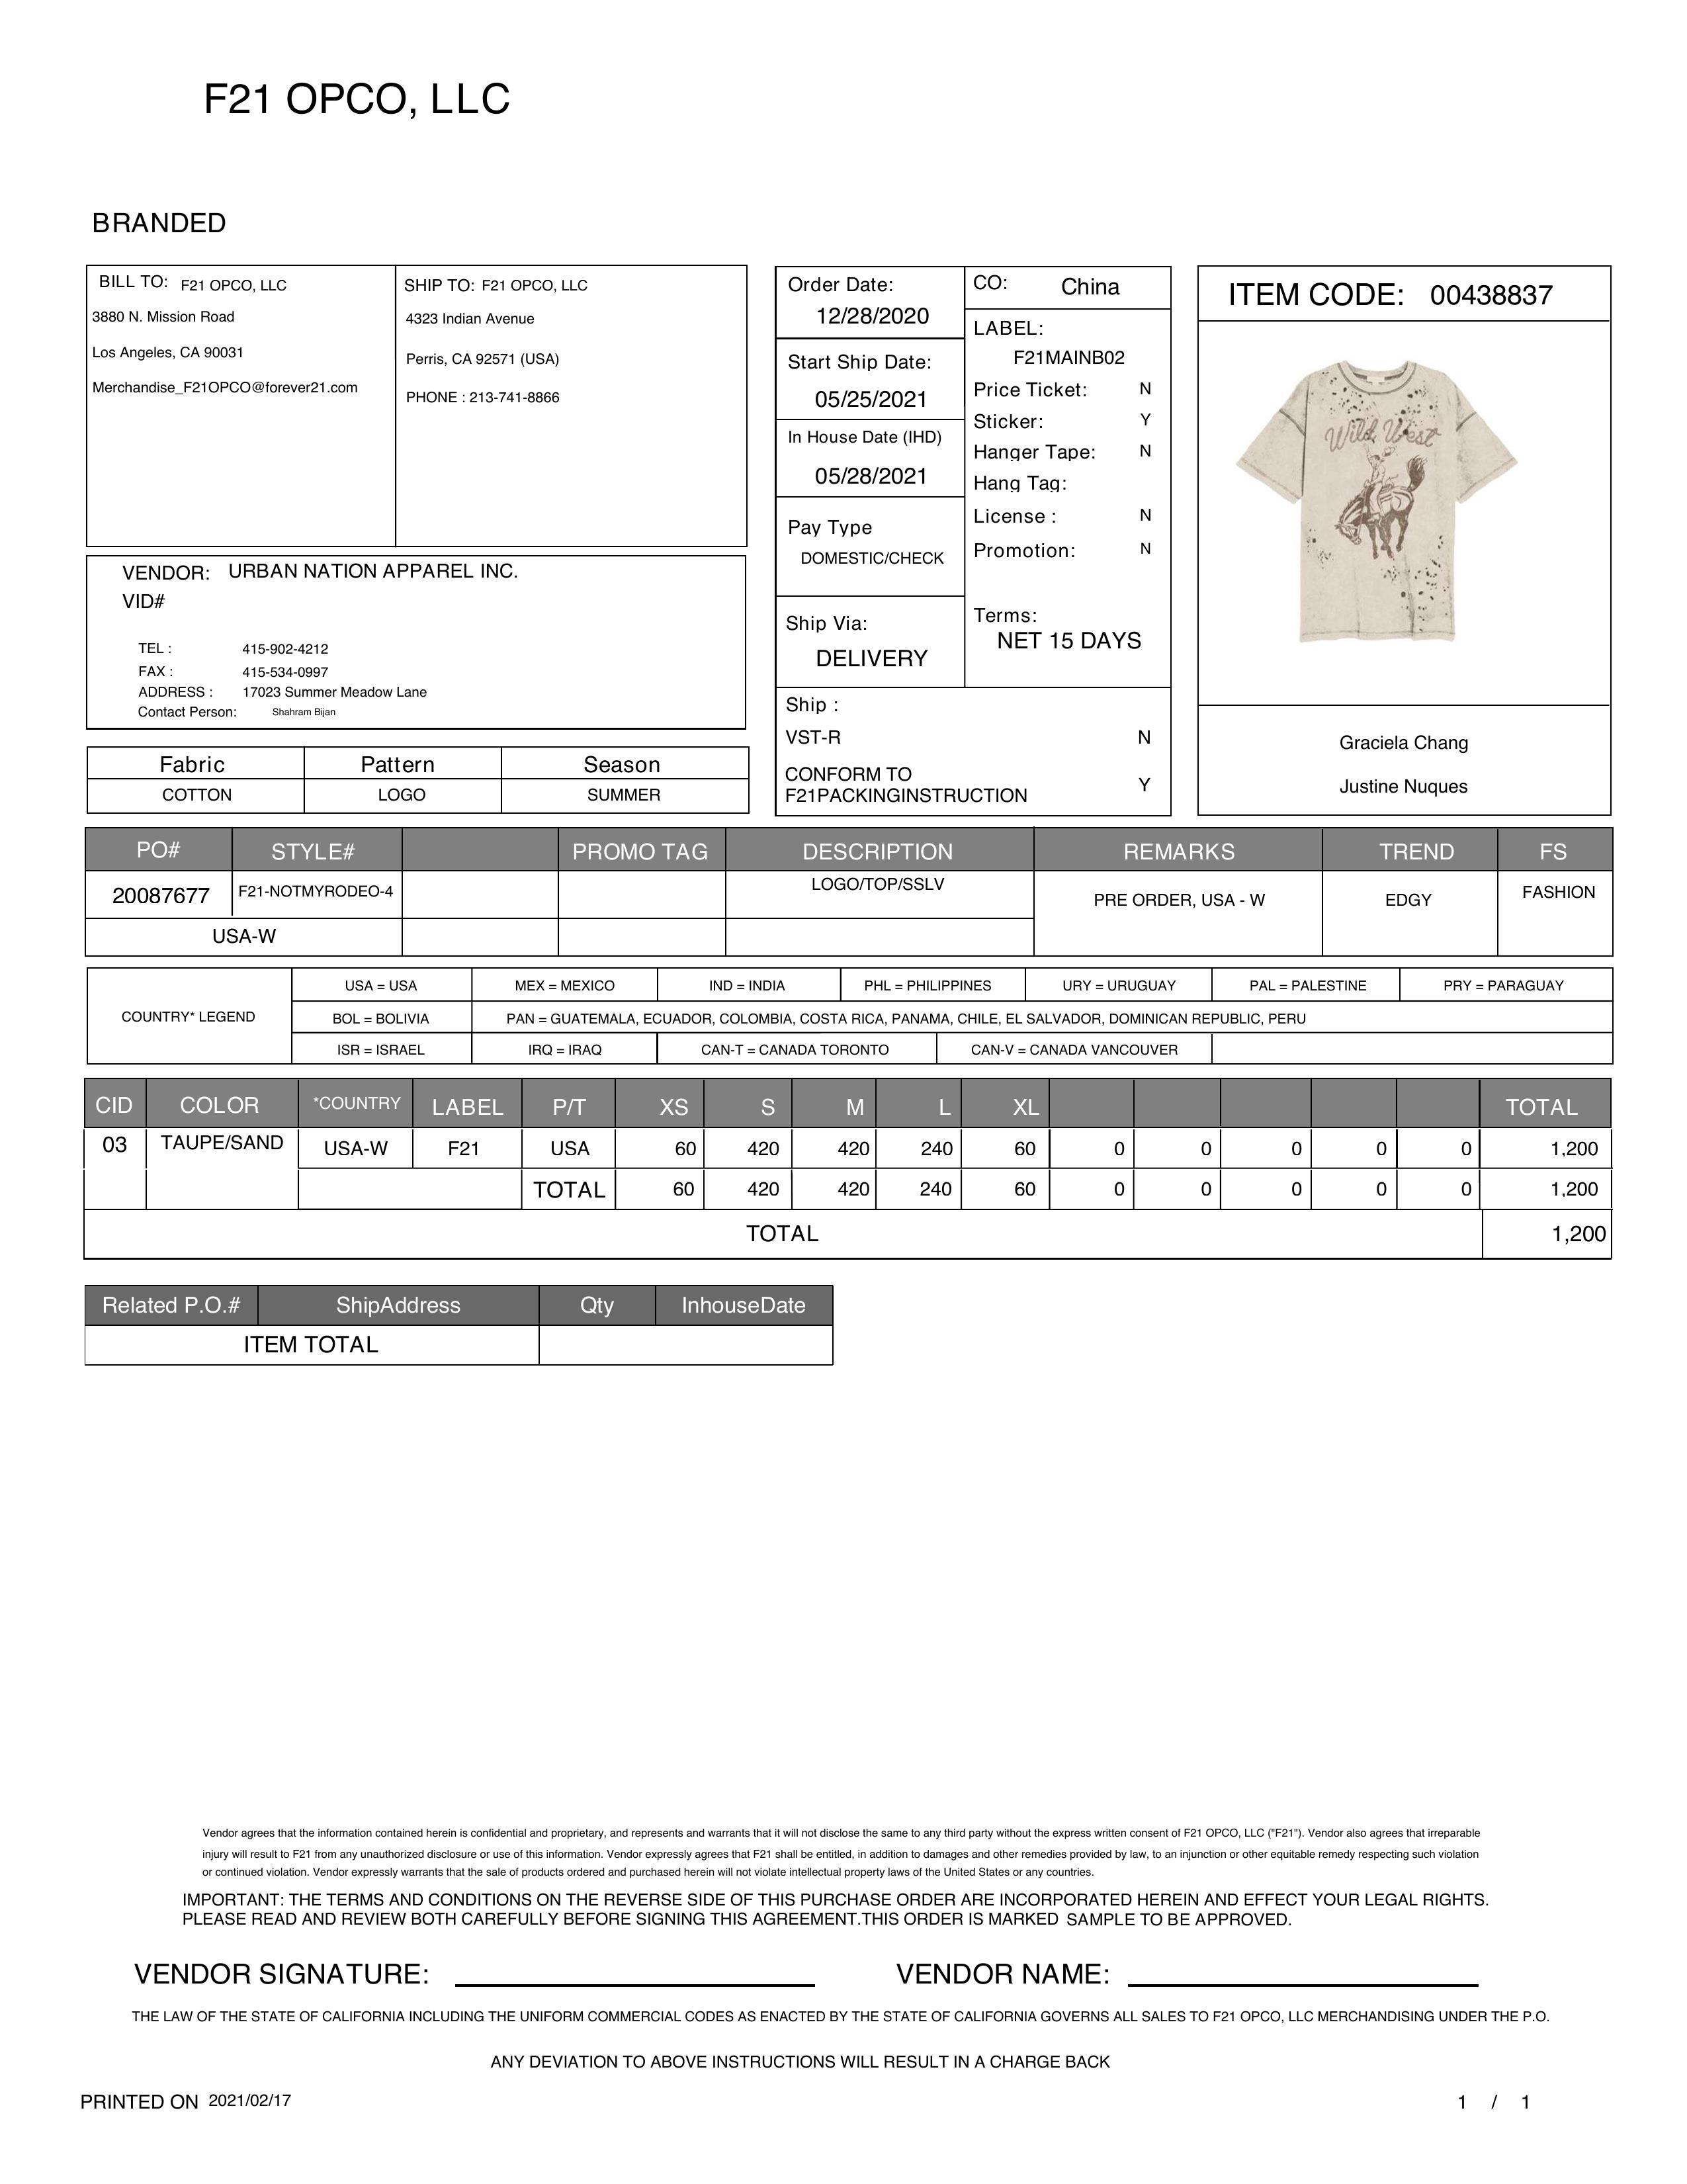 F21 OPCO, LLC
BRANDED
BILL TO: F21 OPCO, LLC
3880 N. Mission Road
Los Angeles, CA 90031
Merchandise_F21OPCO@forever21.com
SHIP TO: F21 OPCO, LLC
4323 Indian Avenue
Perris, CA 92571 (USA)
PHONE : 213-741-8866
VENDOR: URBAN NATION APPAREL INC.
VID#
TEL : 415-902-4212
FAX : 415-534-0997
ADDRESS : 17023 Summer Meadow Lane
Contact Person: Shahram Bijan
Fabric Pattern Season
COTTON LOGO SUMMER
Order Date:
12/28/2020
Start Ship Date:
05/25/2021
In House Date (IHD)
05/28/2021
Pay Type
DOMESTIC/CHECK
Ship Via:
DELIVERY
CO: China
LABEL:
F21MAINB02
Price Ticket: N
Sticker: Y
Hanger Tape: N
Hang Tag:
License : N
Promotion: N
Terms:
NET 15 DAYS
Ship :
VST-R N
CONFORM TO
F21PACKINGINSTRUCTION Y
ITEM CODE: 00438837
Wild West
Graciela Chang
Justine Nuques
PO# STYLE# PROMO TAG DESCRIPTION REMARKS TREND FS
20087677 F21-NOTMYRODEO-4 LOGO/TOP/SSLV PRE ORDER, USA - W EDGY FASHION
USA-W
COUNTRY* LEGEND
USA = USA MEX = MEXICO IND = INDIA PHL = PHILIPPINES URY = URUGUAY PAL = PALESTINE PRY = PARAGUAY
BOL = BOLIVIA PAN = GUATEMALA, ECUADOR, COLOMBIA, COSTA RICA, PANAMA, CHILE, EL SALVADOR, DOMINICAN REPUBLIC, PERU
ISR = ISRAEL IRQ = IRAQ CAN-T = CANADA TORONTO CAN-V = CANADA VANCOUVER
CID COLOR *COUNTRY LABEL P/T XS S M L XL TOTAL
03 TAUPE/SAND USA-W F21 USA 60 420 420 240 60 0 0 0 0 0 1,200
TOTAL 60 420 420 240 60 0 0 0 0 0 1,200
TOTAL 1,200
Related P.O.# ShipAddress Qty InhouseDate
ITEM TOTAL
Vendor agrees that the information contained herein is confidential and proprietary, and represents and warrants that it will not disclose the same to any third party without the express written consent of F21 OPCO, LLC ("F21"). Vendor also agrees that irreparable
injury will result to F21 from any unauthorized disclosure or use of this information. Vendor expressly agrees that F21 shall be entitled, in addition to damages and other remedies provided by law, to an injunction or other equitable remedy respecting such violation
or continued violation. Vendor expressly warrants that the sale of products ordered and purchased herein will not violate intellectual property laws of the United States or any countries.
IMPORTANT: THE TERMS AND CONDITIONS ON THE REVERSE SIDE OF THIS PURCHASE ORDER ARE INCORPORATED HEREIN AND EFFECT YOUR LEGAL RIGHTS.
PLEASE READ AND REVIEW BOTH CAREFULLY BEFORE SIGNING THIS AGREEMENT.THIS ORDER IS MARKED SAMPLE TO BE APPROVED.
VENDOR SIGNATURE: VENDOR NAME:
THE LAW OF THE STATE OF CALIFORNIA INCLUDING THE UNIFORM COMMERCIAL CODES AS ENACTED BY THE STATE OF CALIFORNIA GOVERNS ALL SALES TO F21 OPCO, LLC MERCHANDISING UNDER THE P.O.
ANY DEVIATION TO ABOVE INSTRUCTIONS WILL RESULT IN A CHARGE BACK
PRINTED ON 2021/02/17
1 / 1